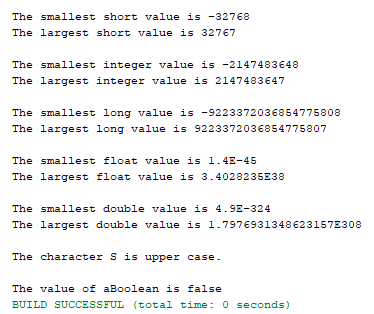 The smallest short value is -32768
The largest short value is 32767
The smallest integer value is -2147483648
The largest integer value is 2147483647
The smallest long value is -9223372036854775808
The largest long value is 9223372036854775807
The smallest float value is 1.4E-45
The largest float value is 3.4028235E38
The smallest double value is 4.9E-324
The largest double value is 1.7976931348623157E308
The character S is upper case.
The value of aBoolean is false
BUILD SUCCESSFUL (total time: 0 seconds)